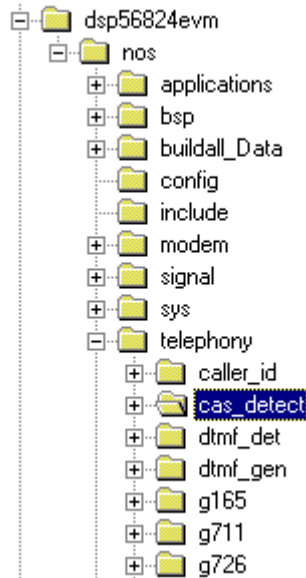 dsp56824evm
nos
applications
bsp
buildall_Data
config
include
modem
signal
sys
telephony
caller_id
cas_detect
dtmf_det
dtmf_gen
g165
g711
g726